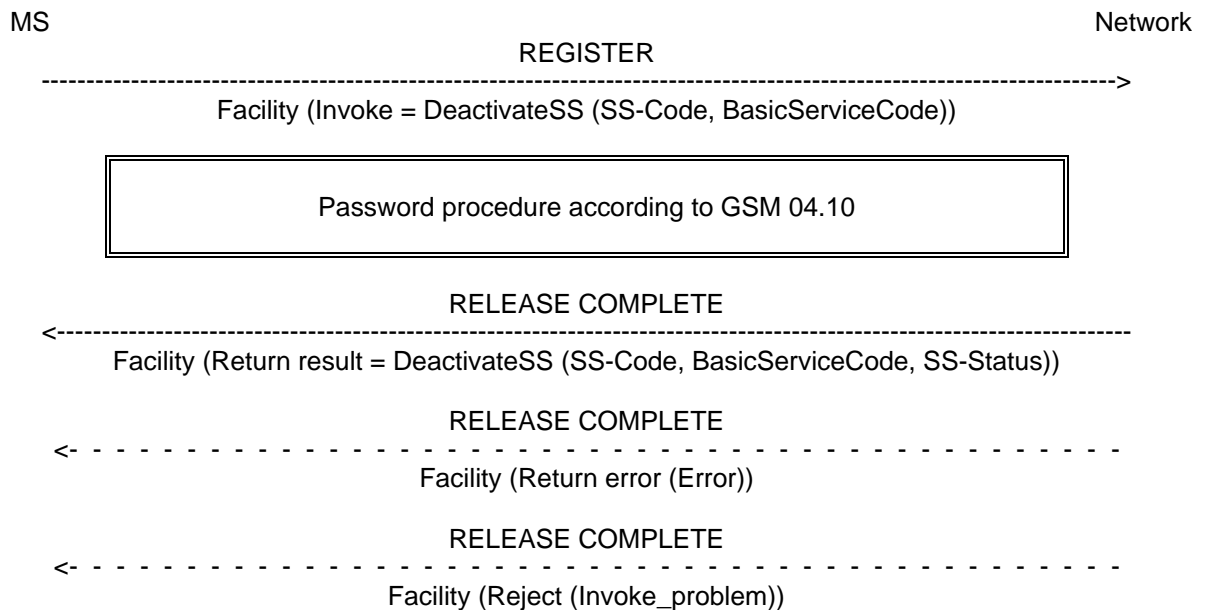 MS Network
REGISTER
Facility (Invoke = DeactivateSS (SS-Code, BasicServiceCode))
Password procedure according to GSM 04.10
RELEASE COMPLETE
Facility (Return result = DeactivateSS (SS-Code, BasicServiceCode, SS-Status))
RELEASE COMPLETE
Facility (Return error (Error))
RELEASE COMPLETE
Facility (Reject (Invoke_problem))